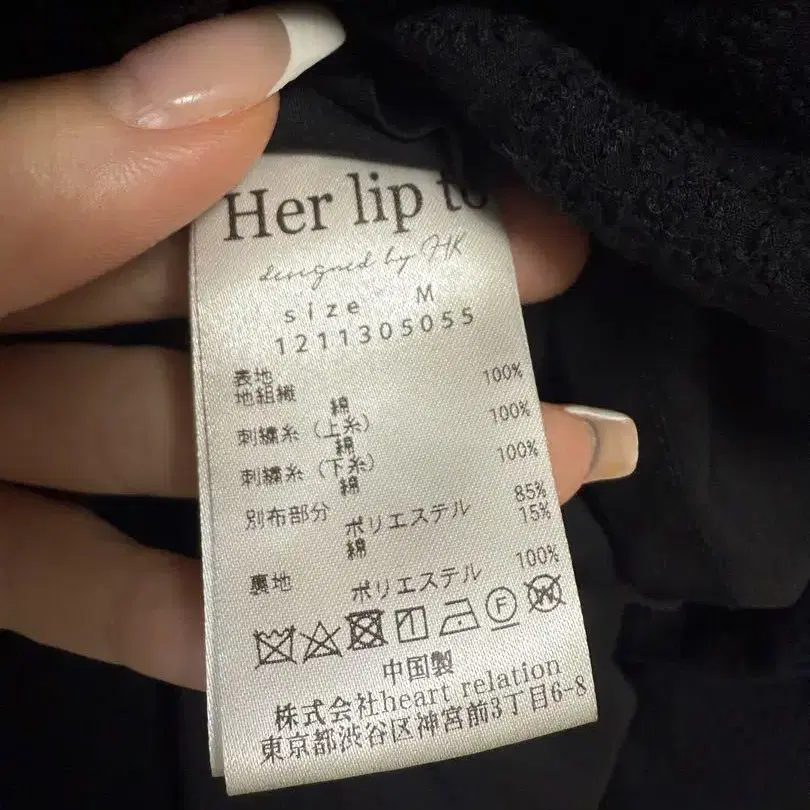 Her lip to
designed by HK
size M
1211305055
表地
地組織
綿 100%
刺繍糸（上糸）
綿 100%
刺繍糸（下糸）
綿 100%
別布部分
ポリエステル 85%
綿 15%
裏地
ポリエステル 100%
F W
中国製
株式会社heart relation
東京都渋谷区神宮前3丁目6-8